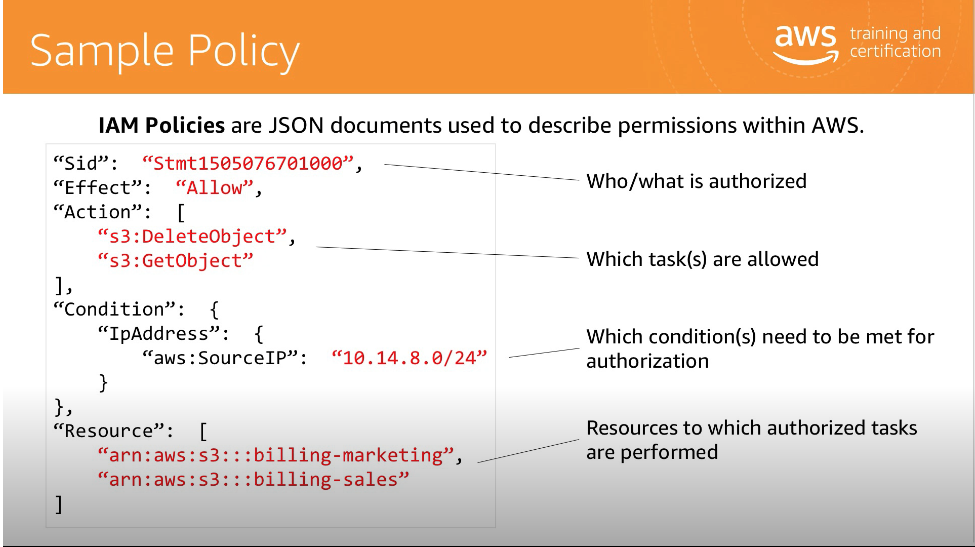 Sample Policy
aws training and certification
IAM Policies are JSON documents used to describe permissions within AWS.
“Sid”: “Stmt1505076701000”,
“Effect”: “Allow”,
“Action”: [
“s3:DeleteObject”,
“s3:GetObject”
],
“Condition”: {
“IpAddress”: {
“aws:SourceIP”: “10.14.8.0/24”
}
},
“Resource”: [
“arn:aws:s3:::billing-marketing”,
“arn:aws:s3:::billing-sales”
]
Who/what is authorized
Which task(s) are allowed
Which condition(s) need to be met for
authorization
Resources to which authorized tasks
are performed